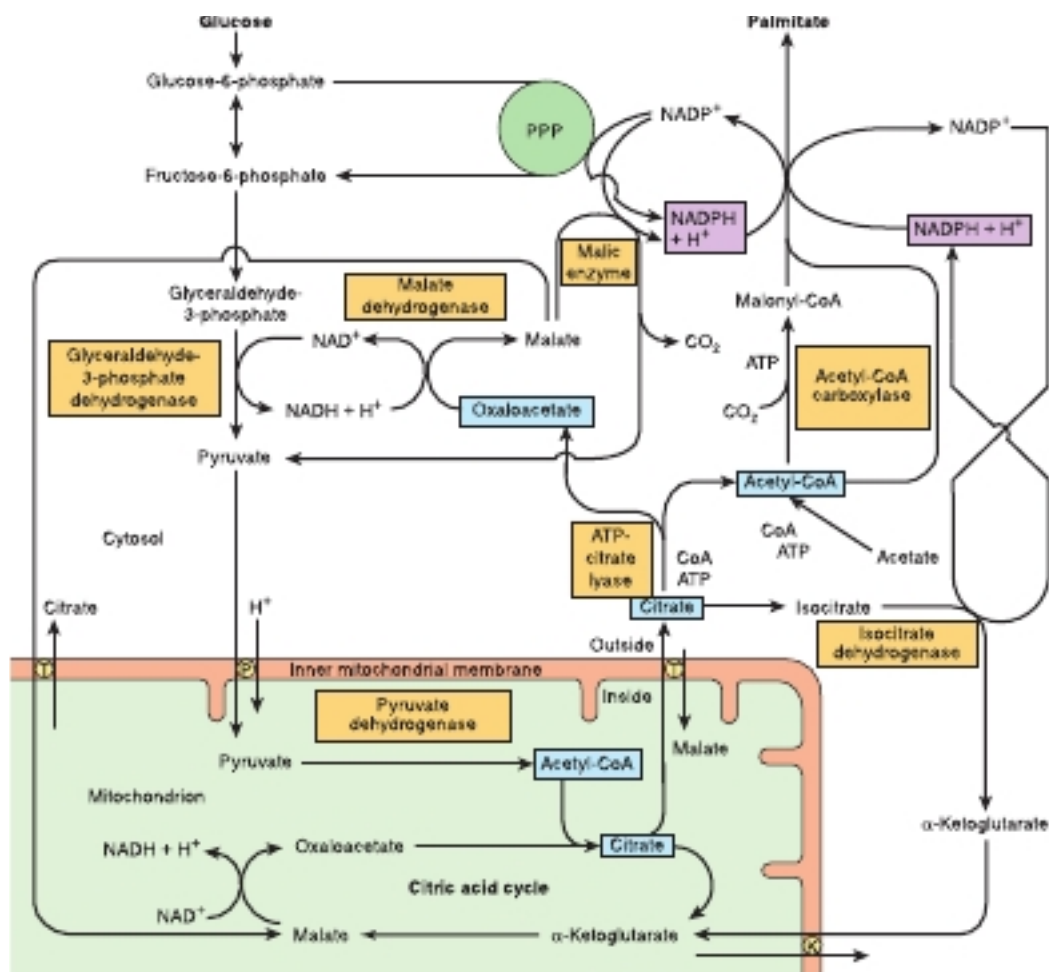 Glucose
Palmitate
Glucose-6-phosphate
PPP
NADP+
NADP+
Fructose-6-phosphate
NADPH
+ H+
NADPH + H+
Malic
enzyme
Malate
dehydrogenase
Glyceraldehyde-
3-phosphate
Malonyl-CoA
NAD+
Malate
CO2
Glyceraldehyde-
3-phosphate
dehydrogenase
ATP
Acetyl-CoA
carboxylase
NADH + H+
Oxaloacetate
CO2
Pyruvate
Acetyl-CoA
Cytosol
ATP-
citrate
lyase
CoA
ATP
CoA
ATP
Acetate
Citrate
H+
Citrate
Isocitrate
Outside
Isocitrate
dehydrogenase
T
P
Inner mitochondrial membrane
T
Inside
Pyruvate
dehydrogenase
Malate
Pyruvate
Acetyl-CoA
Mitochondrion
α-Ketoglutarate
NADH + H+
Oxaloacetate
Citrate
Citric acid cycle
NAD+
Malate
α-Ketoglutarate
K